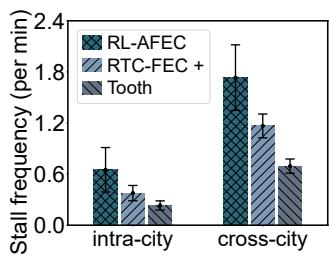 Stall frequency (per min)
2.4
1.8
1.2
0.6
0.0
RL-AFEC
RTC-FEC +
Tooth
intra-city
cross-city